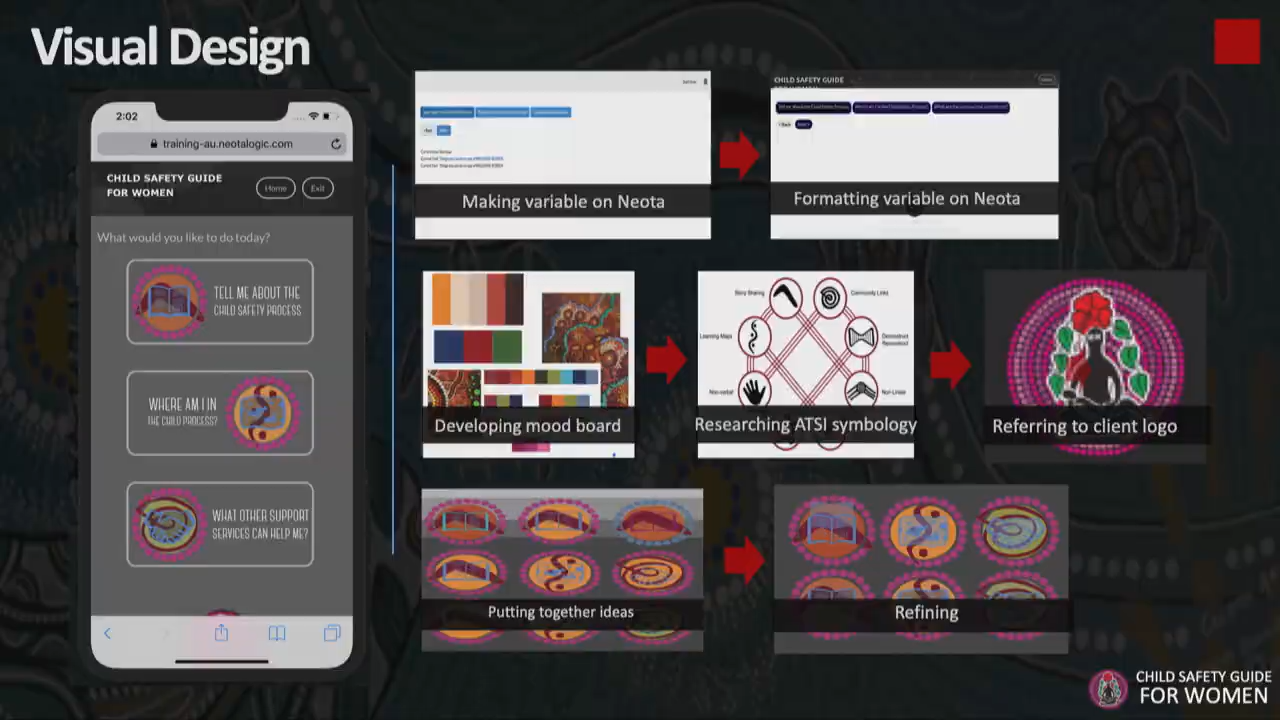 Visual Design
2:02
training-au.neotalogic.com
CHILD SAFETY GUIDE
FOR WOMEN
Home
Exit
What would you like to do today?
TELL ME ABOUT THE
CHILD SAFETY PROCESS
WHERE AM I IN
THE CHILD PROCESS?
WHAT OTHER SUPPORT
SERVICES CAN HELP ME?
Making variable on Neota
CHILD SAFETY GUIDE
Formatting variable on Neota
Developing mood board
Story Sharing
Community Links
Learning Maps
Deconstruct
Reconstruct
Non-verbal
Non-Linear
Researching ATSI symbology
Referring to client logo
Putting together ideas
Refining
CHILD SAFETY GUIDE
FOR WOMEN